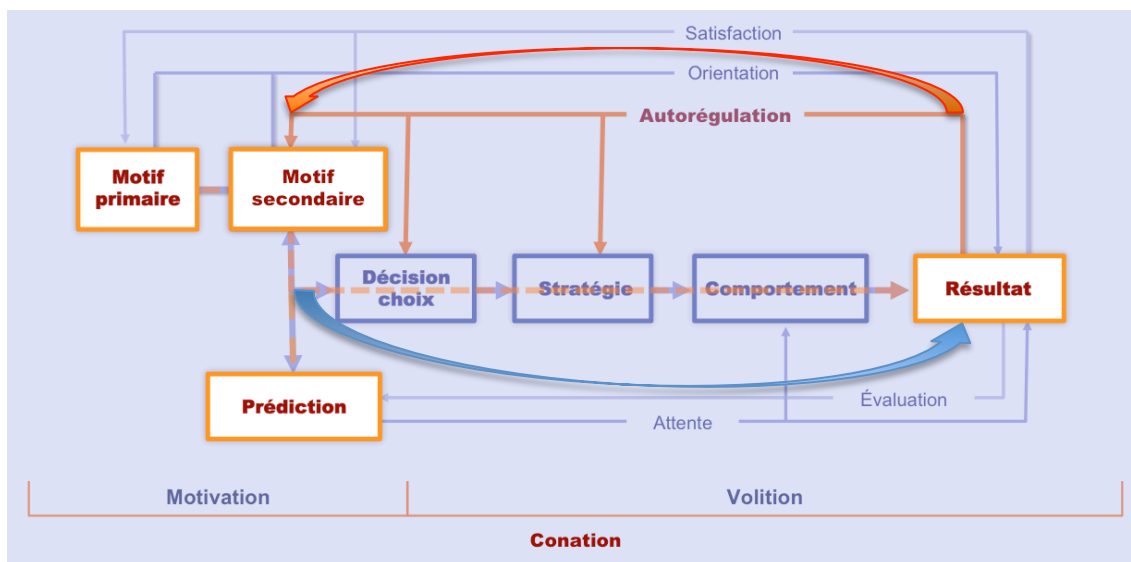 Satisfaction
Orientation
Autorégulation
Motif
primaire
Motif
secondaire
Décision
choix
Stratégie
Comportement
Résultat
Prédiction
Évaluation
Attente
Motivation
Volition
Conation